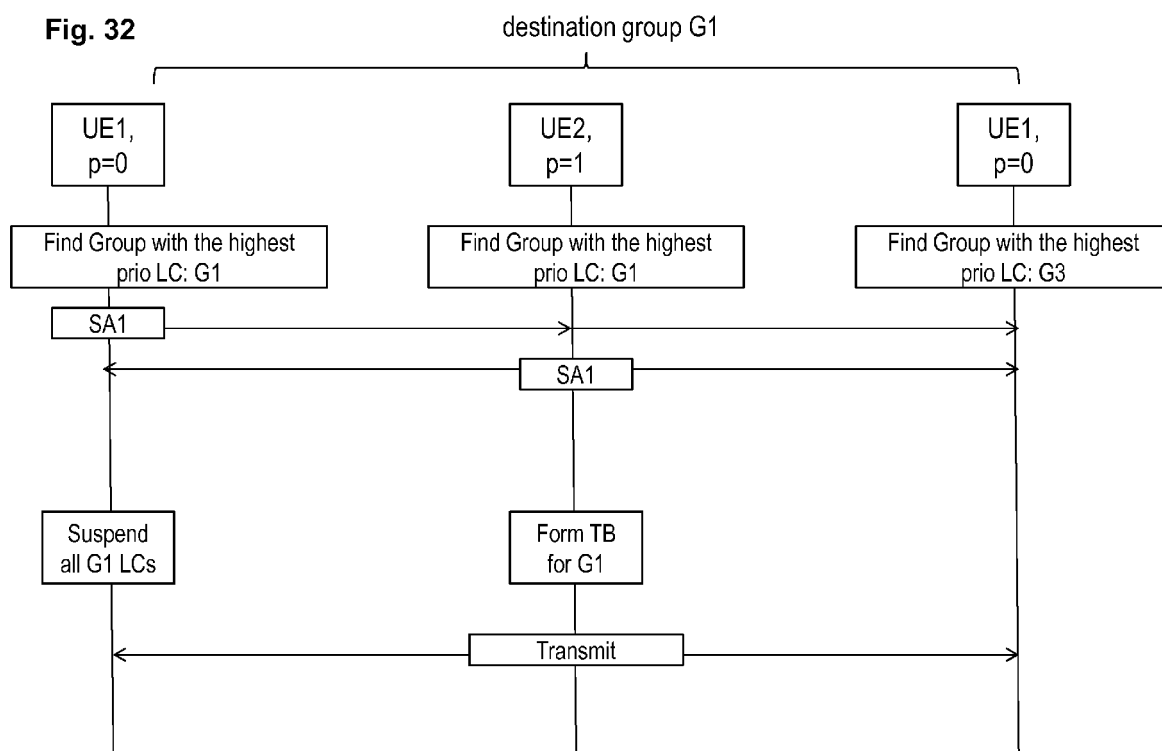 Fig. 32
destination group G1
UE1,
p=0
UE2,
p=1
UE1,
p=0
Find Group with the highest
prio LC: G1
Find Group with the highest
prio LC: G1
Find Group with the highest
prio LC: G3
SA1
SA1
Suspend
all G1 LCs
Form TB
for G1
Transmit